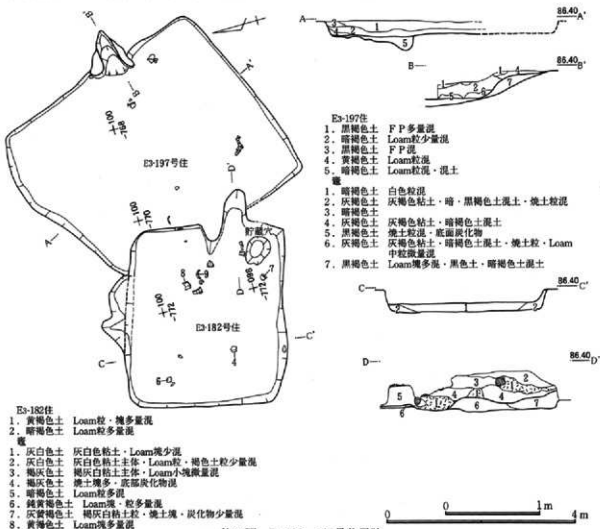 A
A'
86.40
B
B'
86.40
E3-197住
1. 黒褐色土 FP多量混
2. 暗褐色土 Loam粒少量混
3. 黒褐色土 FP混
4. 黄褐色土 Loam粒混
5. 暗褐色土 Loam粒混・混土
竈
1. 暗褐色土 白色粒混
2. 灰褐色土 灰褐色粘土・暗・黒褐色土混土・焼土粒混
3. 暗褐色土
4. 灰褐色土 灰褐色粘土・暗褐色土混土
5. 黒褐色土 焼土粒混・底面炭化物
6. 灰褐色土 灰褐色粘土・暗褐色土混土・焼土粒・Loam
中粒微量混
7. 黒褐色土 Loam塊多混・黒色土・暗褐色土混土
C
C'
86.40
D
D'
86.40
E3-197号住
貯蔵穴
E3-182号住
E3-182住
1. 黄褐色土 Loam粒・塊多量混
2. 暗褐色土 Loam粒多量混
竈
1. 灰白色土 灰白色粘土・Loam塊少混
2. 灰白色土 灰白色粘土主体・Loam粒・褐色土粒少量混
3. 褐灰色土 褐灰白粘土主体・Loam小塊微量混
4. 褐灰色土 焼土塊多・底部炭化物混
5. 暗褐色土 Loam粒多混
6. 鈍黄褐色土 Loam塊・粒多量混
7. 灰黄褐色土 褐灰白粘土粒・焼土塊・炭化物少量混
8. 黄褐色土 Loam塊多量混
0 1m
0 4m